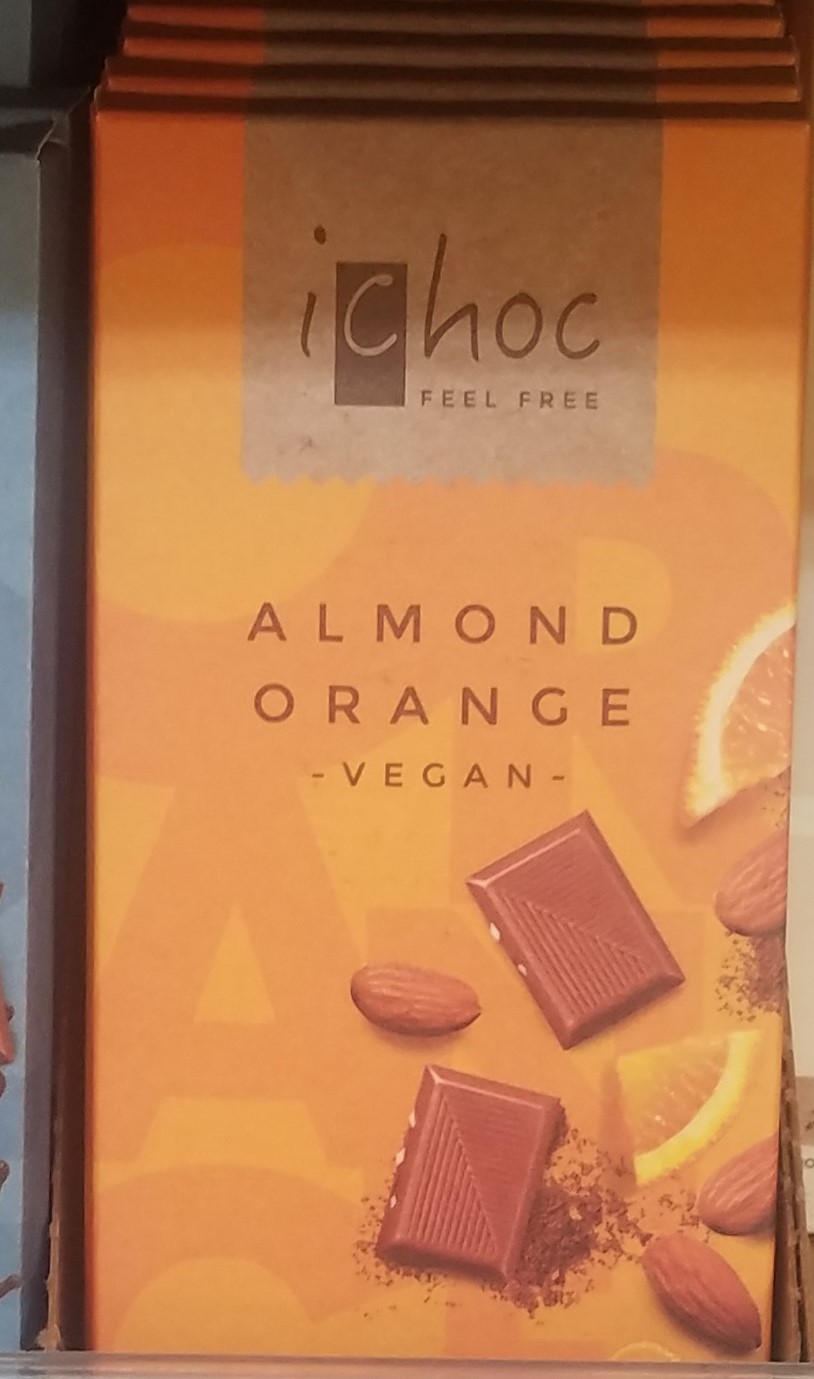 ichoc
FEEL FREE
ALMOND
ORANGE
-VEGAN-